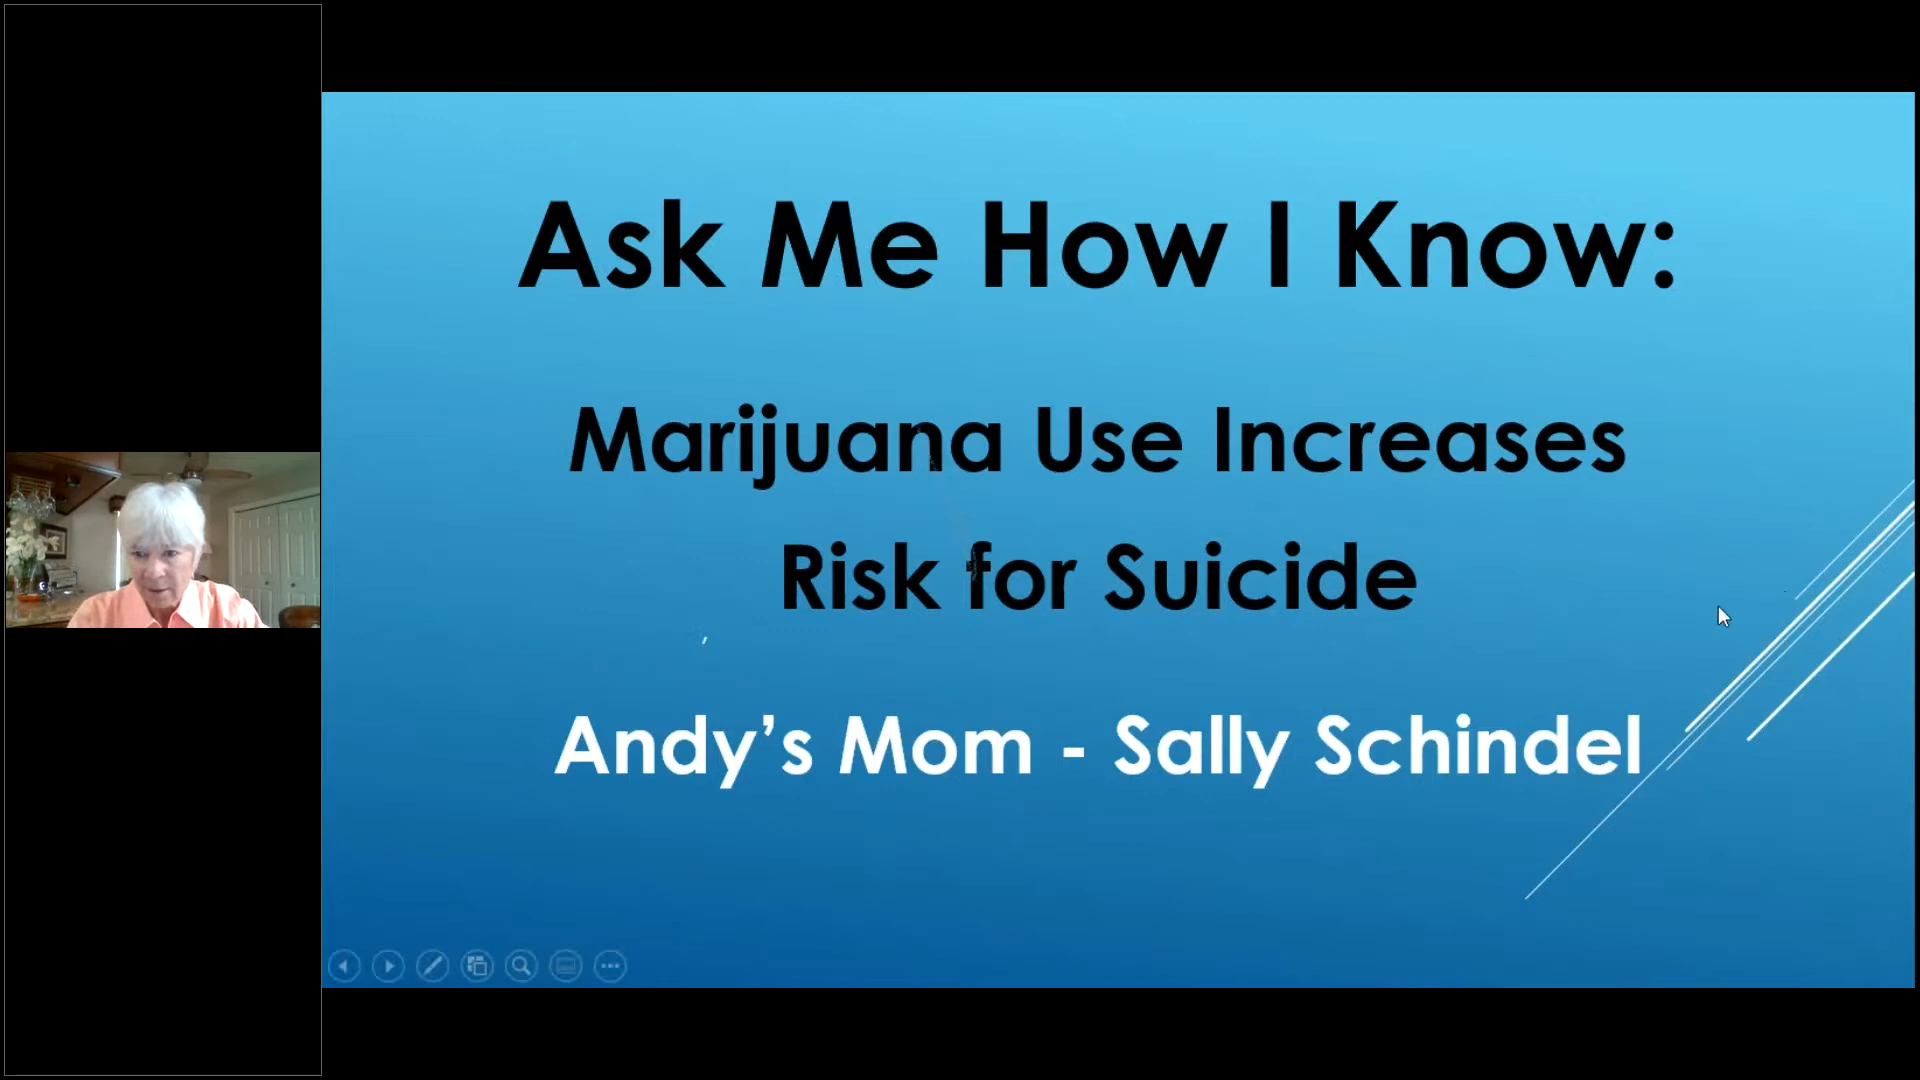 Ask Me How I Know:
Marijuana Use Increases
Risk for Suicide
Andy’s Mom - Sally Schindel